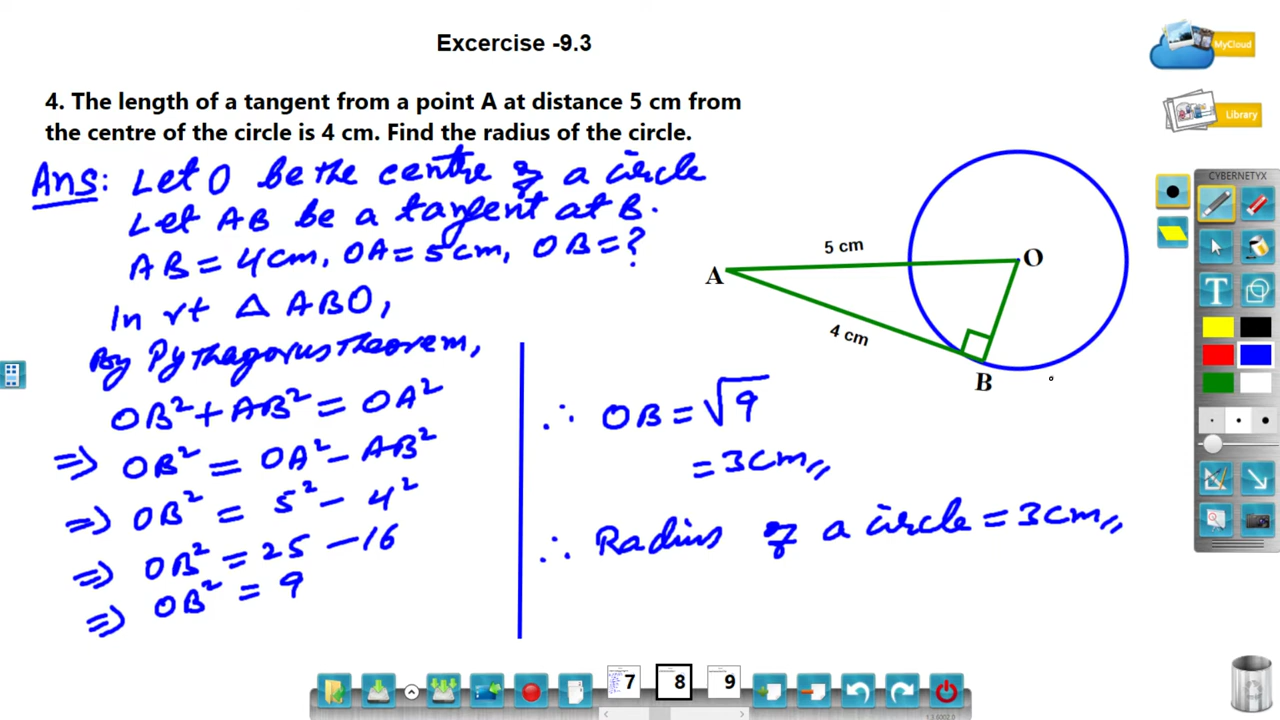 Excercise -9.3
4. The length of a tangent from a point A at distance 5 cm from
the centre of the circle is 4 cm. Find the radius of the circle.
Ans: Let O be the centre of a circle
Let AB be a tangent at B.
AB = 4cm, OA = 5cm, OB = ?
In rt △ ABO,
By Pythagorus theorem,
OB² + AB² = OA²
⇒ OB² = OA² - AB²
⇒ OB² = 5² - 4²
⇒ OB² = 25 - 16
⇒ OB² = 9
∴ OB = √9
= 3cm//
∴ Radius of a circle = 3cm//
A
5 cm
O
4 cm
B
MyCloud
Library
CYBERNETYX
T
7
8
9
1.3.0302.0